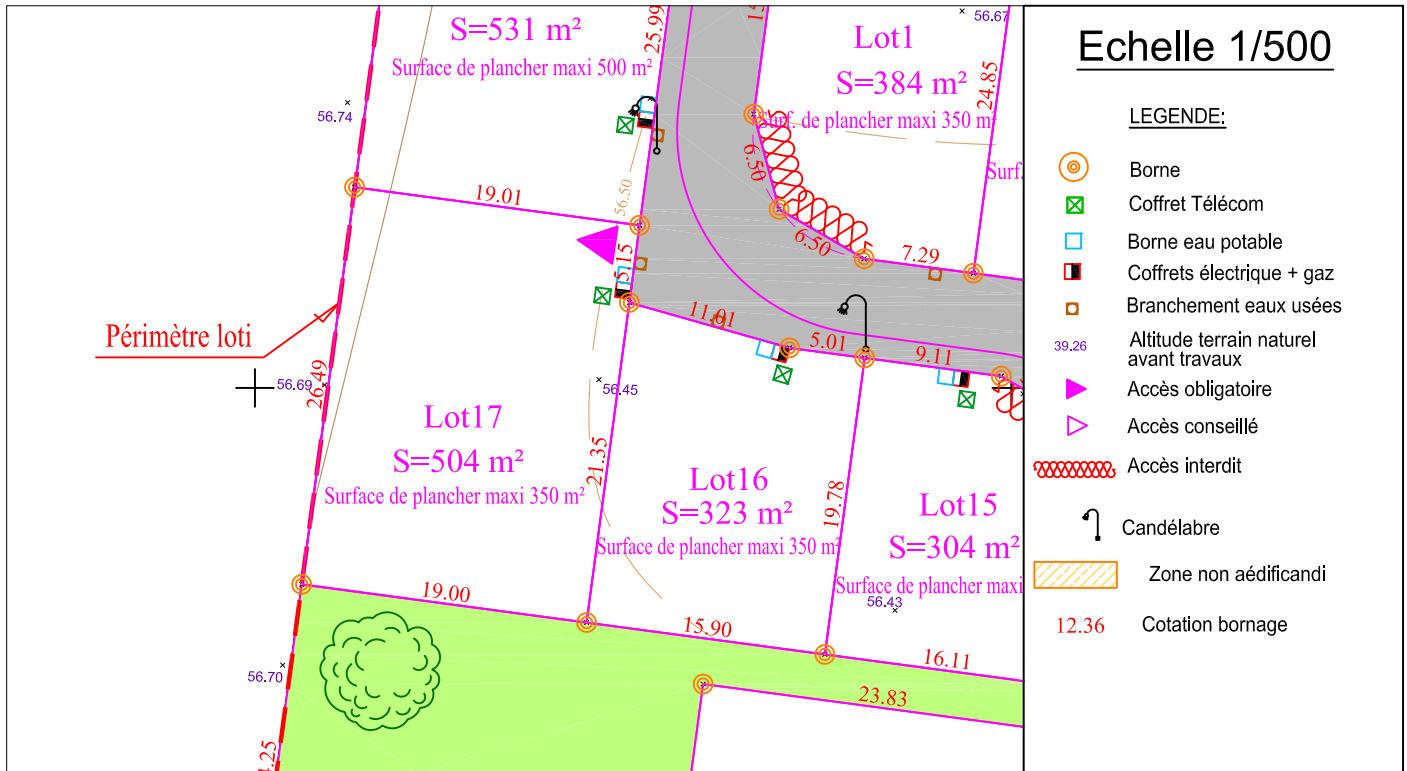 S=531 m²
Surface de plancher maxi 500 m²
25.99
56.74
19.01
56.50
5.15
Périmètre loti
56.69
26.49
Lot1
S=384 m²
Surf. de plancher maxi 350 m²
56.67
24.85
Surf.
6.50
6.50
7.29
11.01
5.01
9.11
56.45
Lot17
S=504 m²
Surface de plancher maxi 350 m²
21.35
Lot16
S=323 m²
Surface de plancher maxi 350 m²
19.78
Lot15
S=304 m²
Surface de plancher maxi
56.43
19.00
15.90
16.11
23.83
56.70
4.25
Echelle 1/500
LEGENDE:
Borne
Coffret Télécom
Borne eau potable
Coffrets électrique + gaz
Branchement eaux usées
39.26
Altitude terrain naturel
avant travaux
Accès obligatoire
Accès conseillé
Accès interdit
Candélabre
Zone non aédificandi
12.36
Cotation bornage